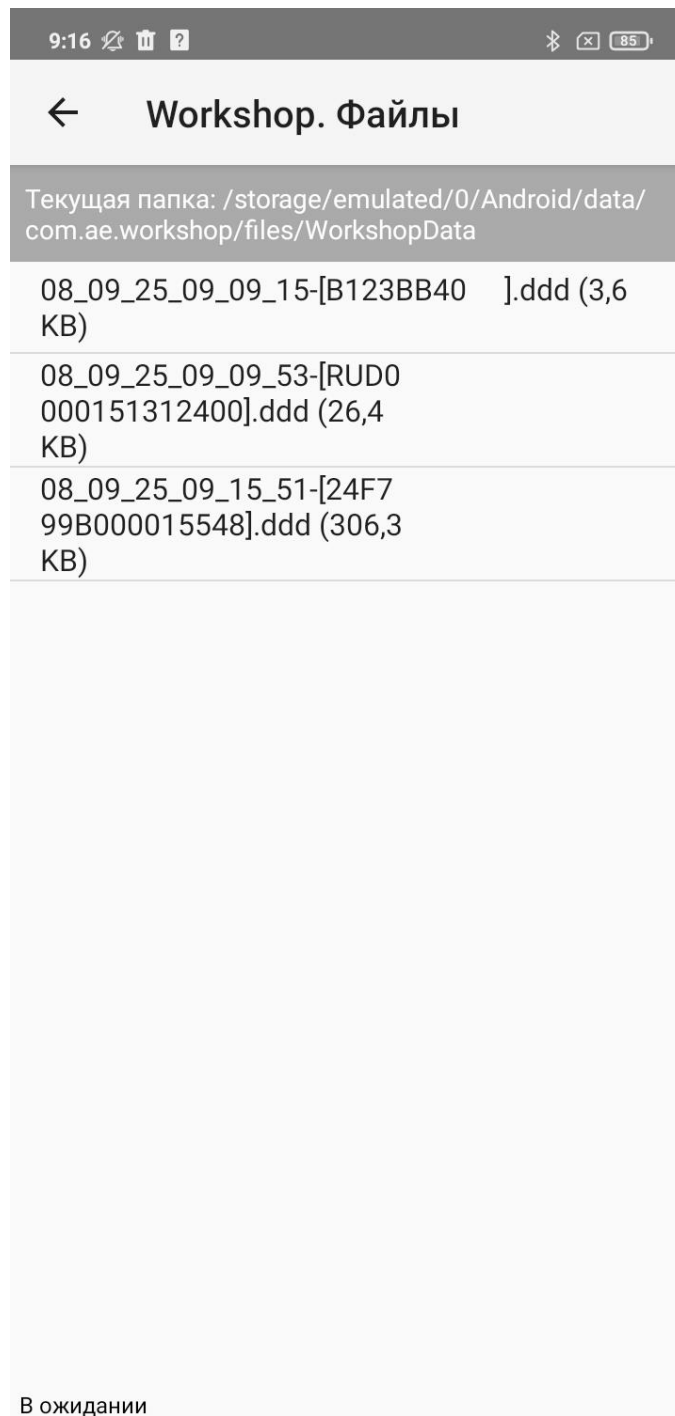 9:16
85
Workshop. Файлы
Текущая папка: /storage/emulated/0/Android/data/
com.ae.workshop/files/WorkshopData
08_09_25_09_09_15-[B123BB40     ].ddd (3,6
KB)
08_09_25_09_09_53-[RUD0
000151312400].ddd (26,4
KB)
08_09_25_09_15_51-[24F7
99B000015548].ddd (306,3
KB)
В ожидании